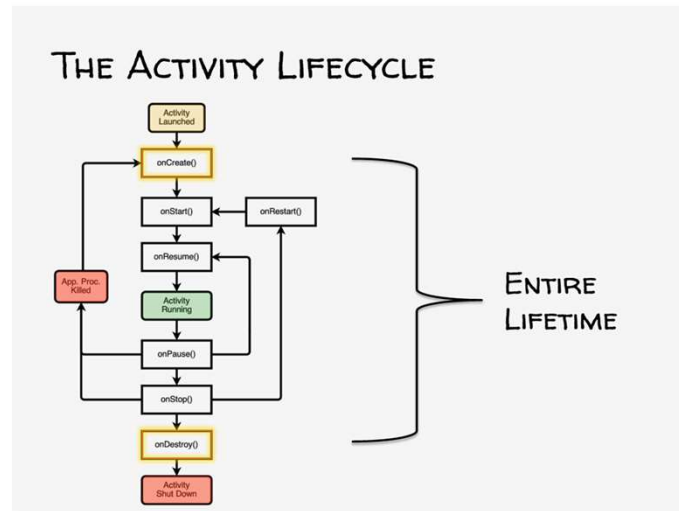 THE ACTIVITY LIFECYCLE
Activity
Launched
onCreate()
onStart()
onRestart()
onResume()
App. Proc.
Killed
Activity
Running
onPause()
onStop()
onDestroy()
Activity
Shut Down
ENTIRE
LIFETIME